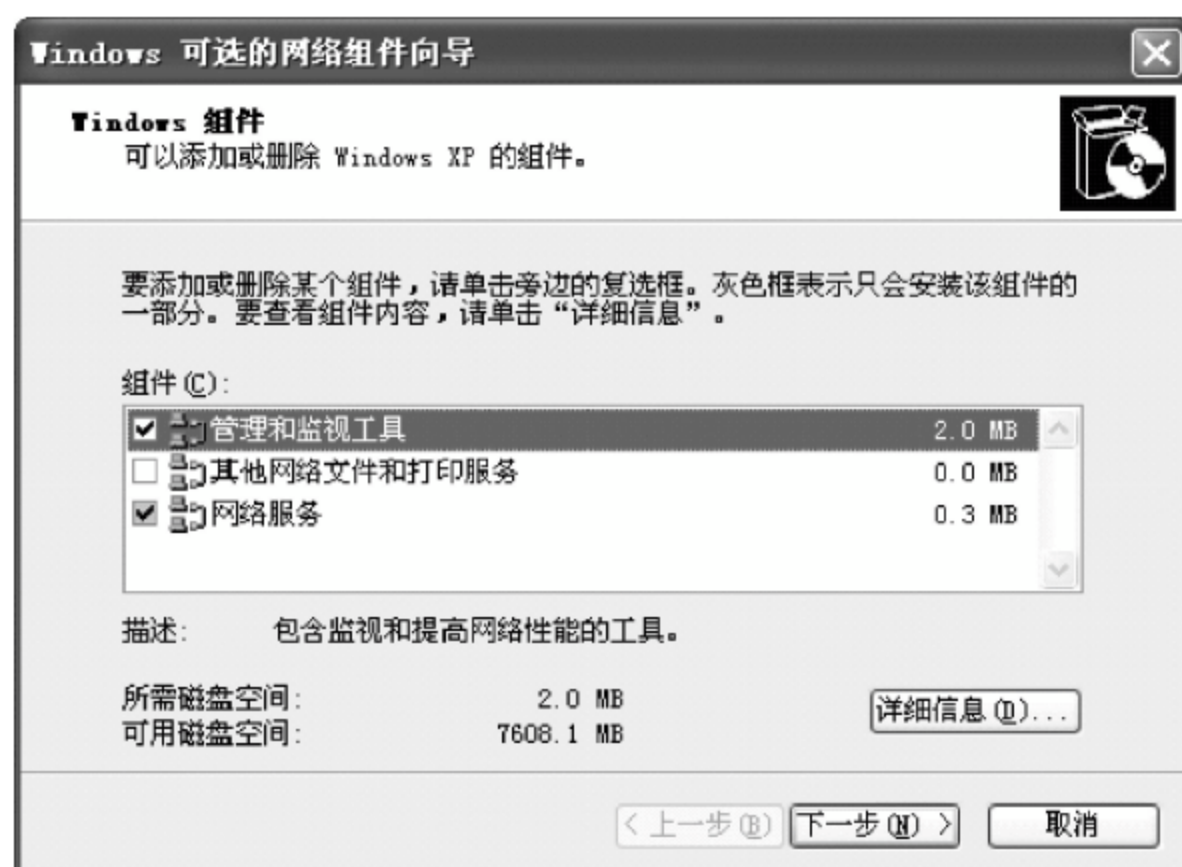 Windows 可选的网络组件向导
Windows 组件
可以添加或删除 Windows XP 的组件。
要添加或删除某个组件，请单击旁边的复选框。灰色框表示只会安装该组件的
一部分。要查看组件内容，请单击“详细信息”。
组件(C):
管理和监视工具 2.0 MB
其他网络文件和打印服务 0.0 MB
网络服务 0.3 MB
描述: 包含监视和提高网络性能的工具。
所需磁盘空间: 2.0 MB
可用磁盘空间: 7608.1 MB
详细信息(D)...
< 上一步(B) 下一步(N) > 取消